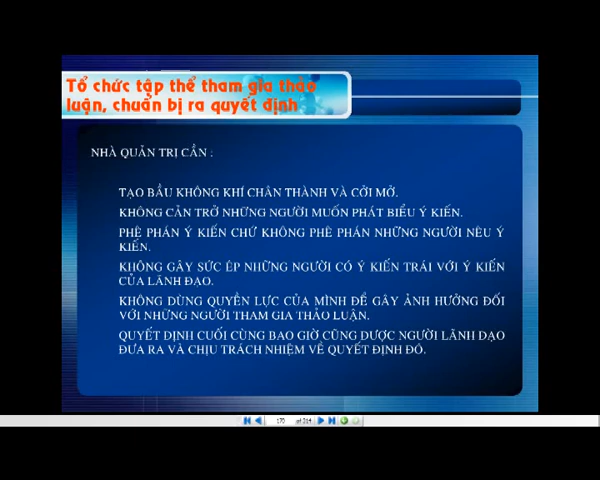 Tổ chức tập thể tham gia thảo
luận, chuẩn bị ra quyết định
NHÀ QUẢN TRỊ CẦN :
TẠO BẦU KHÔNG KHÍ CHÂN THÀNH VÀ CỞI MỞ.
KHÔNG CẢN TRỞ NHỮNG NGƯỜI MUỐN PHÁT BIỂU Ý KIẾN.
PHÊ PHÁN Ý KIẾN CHỨ KHÔNG PHÊ PHÁN NHỮNG NGƯỜI NÊU Ý
KIẾN.
KHÔNG GÂY SỨC ÉP NHỮNG NGƯỜI CÓ Ý KIẾN TRÁI VỚI Ý KIẾN
CỦA LÃNH ĐẠO.
KHÔNG DÙNG QUYỀN LỰC CỦA MÌNH ĐỂ GÂY ẢNH HƯỞNG ĐỐI
VỚI NHỮNG NGƯỜI THAM GIA THẢO LUẬN.
QUYẾT ĐỊNH CUỐI CÙNG BAO GIỜ CŨNG ĐƯỢC NGƯỜI LÃNH ĐẠO
ĐƯA RA VÀ CHỊU TRÁCH NHIỆM VỀ QUYẾT ĐỊNH ĐÓ.
170 of 314